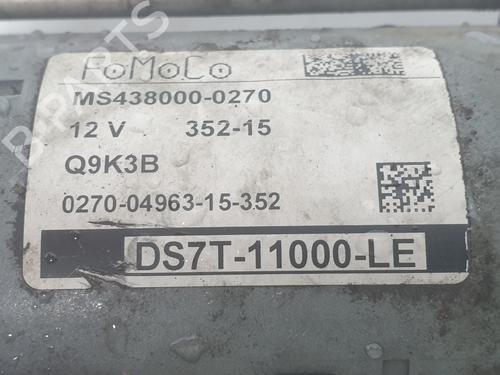 FoMoCo
MS438000-0270
12 V 352-15
Q9K3B
0270-04963-15-352
DS7T-11000-LE